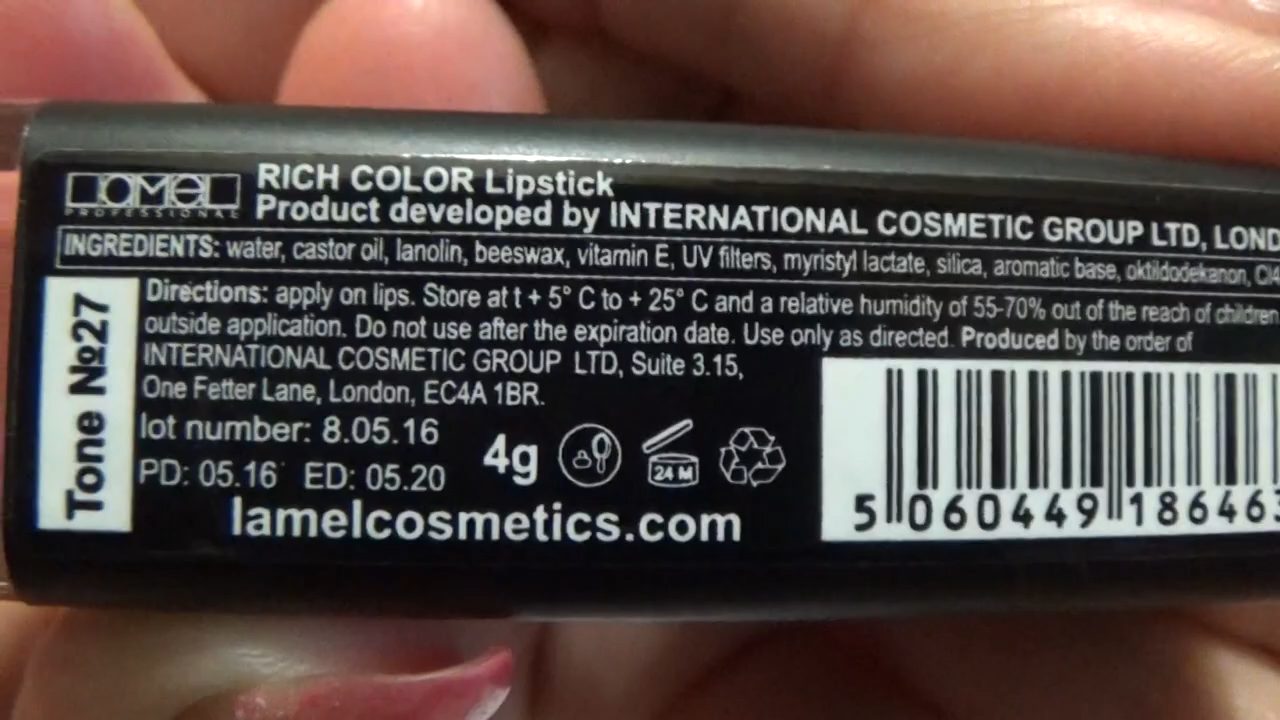 LAMEL
PROFESSIONAL
RICH COLOR Lipstick
Product developed by INTERNATIONAL COSMETIC GROUP LTD, LOND
INGREDIENTS: water, castor oil, lanolin, beeswax, vitamin E, UV filters, myristyl lactate, silica, aromatic base, oktildodekanon,
Tone №27
Directions: apply on lips. Store at t + 5° C to + 25° C and a relative humidity of 55-70% out of the reach of children
outside application. Do not use after the expiration date. Use only as directed. Produced by the order of
INTERNATIONAL COSMETIC GROUP LTD, Suite 3.15,
One Fetter Lane, London, EC4A 1BR.
lot number: 8.05.16
PD: 05.16 ED: 05.20
4g
24 M
lamelcosmetics.com
5 060449 186463